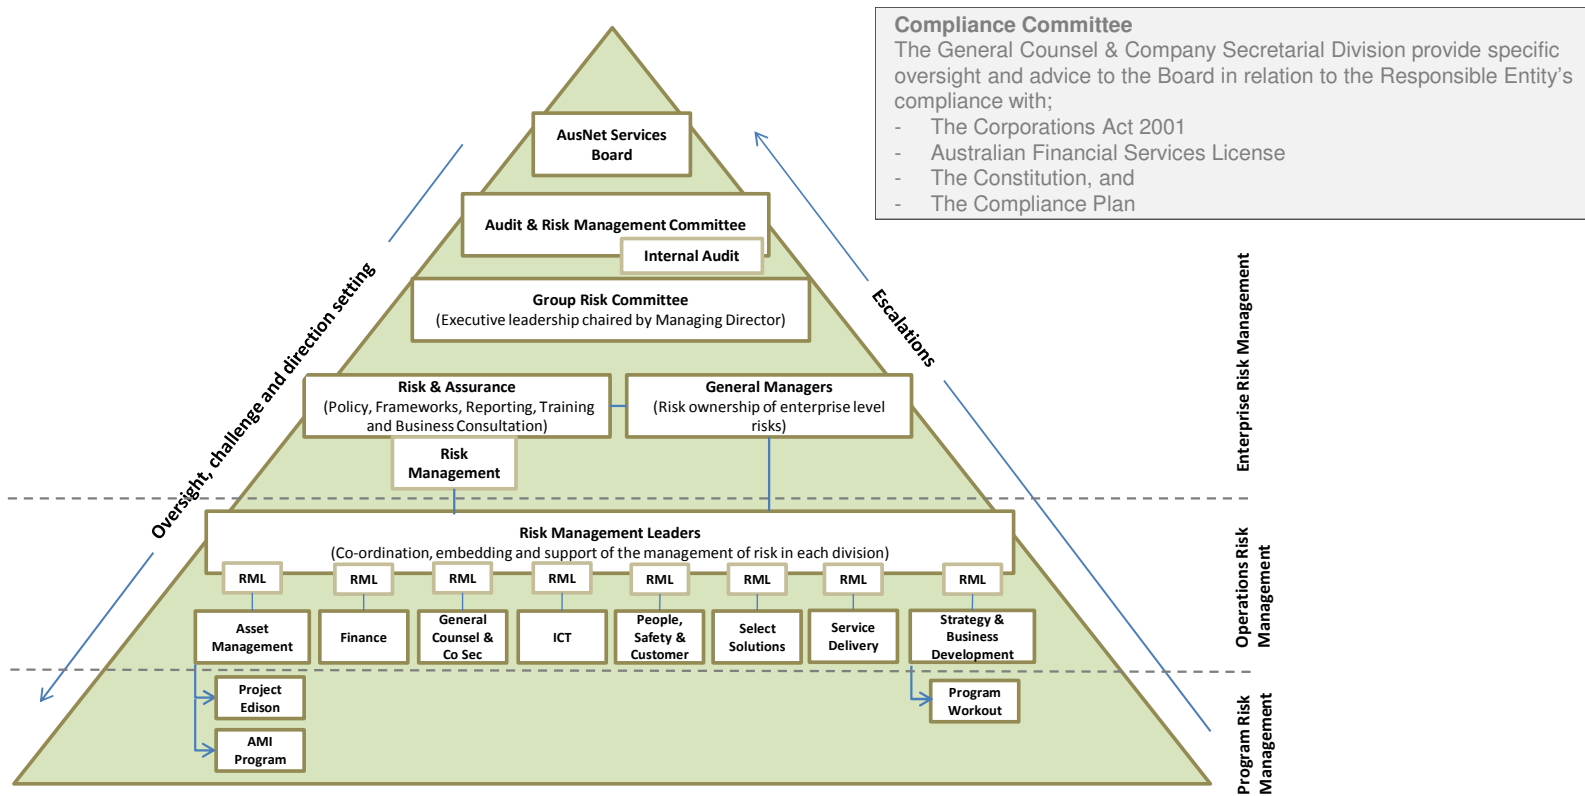 Compliance Committee
The General Counsel & Company Secretarial Division provide specific
oversight and advice to the Board in relation to the Responsible Entity's
compliance with;
- The Corporations Act 2001
- Australian Financial Services License
- The Constitution, and
- The Compliance Plan
AusNet Services
Board
Audit & Risk Management Committee
Internal Audit
Group Risk Committee
(Executive leadership chaired by Managing Director)
Risk & Assurance
(Policy, Frameworks, Reporting, Training
and Business Consultation)
Risk
Management
General Managers
(Risk ownership of enterprise level
risks)
Oversight, challenge and direction setting
Escalations
Enterprise Risk Management
Risk Management Leaders
(Co-ordination, embedding and support of the management of risk in each division)
RML
RML
RML
RML
RML
RML
RML
RML
Asset
Management
Finance
General
Counsel &
Co Sec
ICT
People,
Safety &
Customer
Select
Solutions
Service
Delivery
Strategy &
Business
Development
Operations Risk
Management
Project
Edison
AMI
Program
Program
Workout
Program Risk
Management